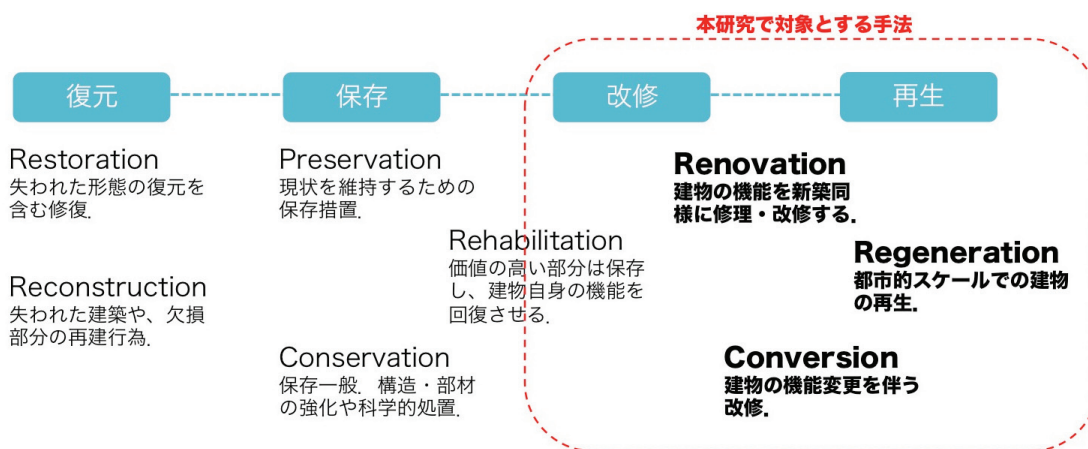 本研究で対象とする手法
復元
保存
改修
再生
Restoration
失われた形態の復元を
含む修復.
Reconstruction
失われた建築や、欠損
部分の再建行為.
Preservation
現状を維持するための
保存措置.
Rehabilitation
価値の高い部分は保存
し、建物自身の機能を
回復させる.
Conservation
保存一般. 構造・部材
の強化や科学的処置.
Renovation
建物の機能を新築同
様に修理・改修する.
Regeneration
都市的スケールでの建物
の再生.
Conversion
建物の機能変更を伴う
改修.